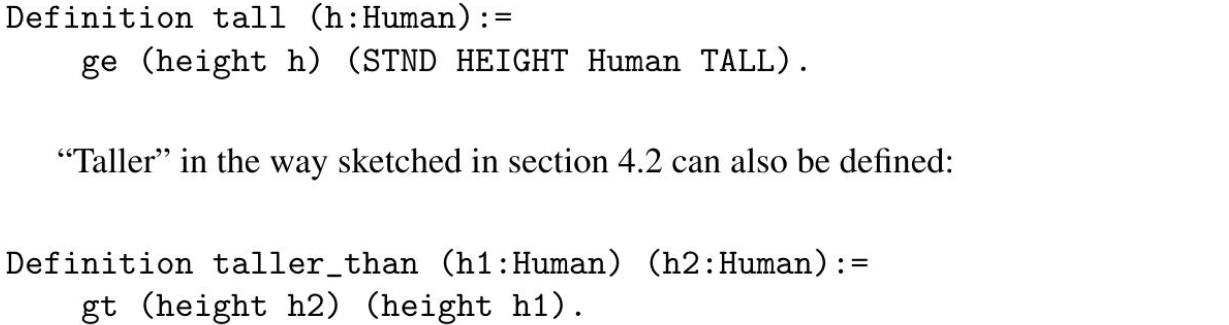 Definition tall (h:Human):=
ge (height h) (STND HEIGHT Human TALL).
“Taller” in the way sketched in section 4.2 can also be defined:
Definition taller_than (h1:Human) (h2:Human):=
gt (height h2) (height h1).